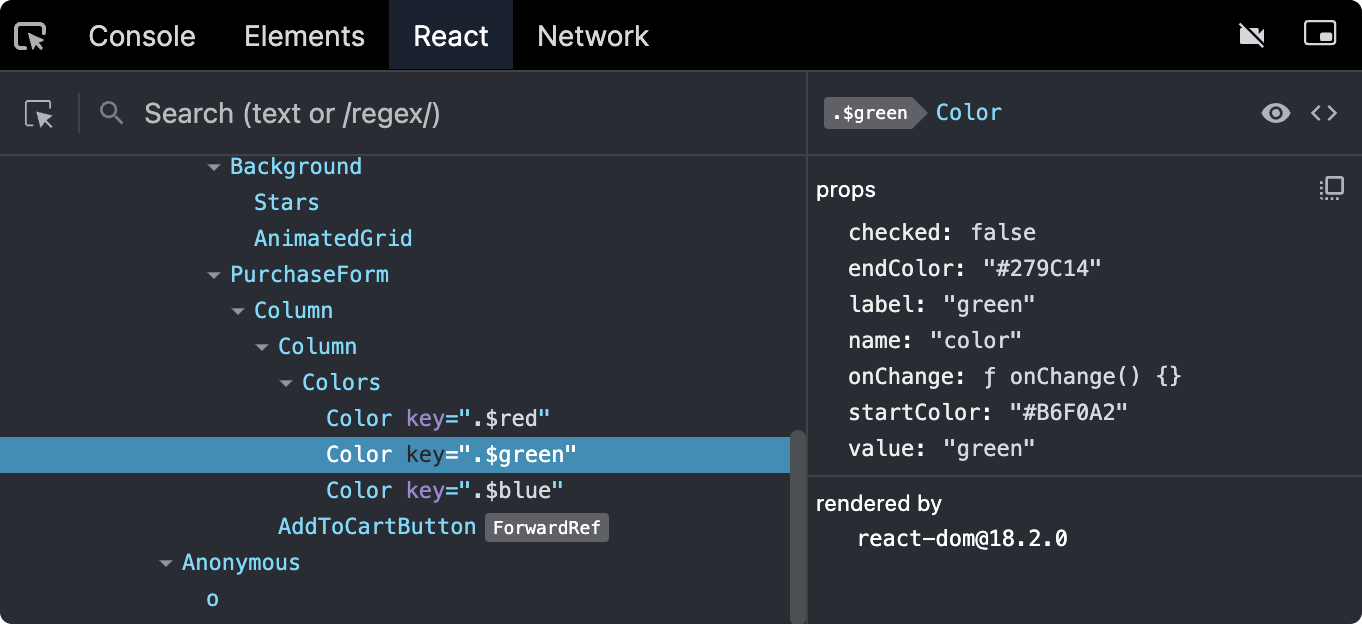 Console Elements React Network
Search (text or /regex/)
Background
Stars
AnimatedGrid
PurchaseForm
Column
Column
Colors
Color key=".$red"
Color key=".$green"
Color key=".$blue"
AddToCartButton ForwardRef
Anonymous
o
.$green Color
props
checked: false
endColor: "#279C14"
label: "green"
name: "color"
onChange: ƒ onChange() {}
startColor: "#B6F0A2"
value: "green"
rendered by
react-dom@18.2.0